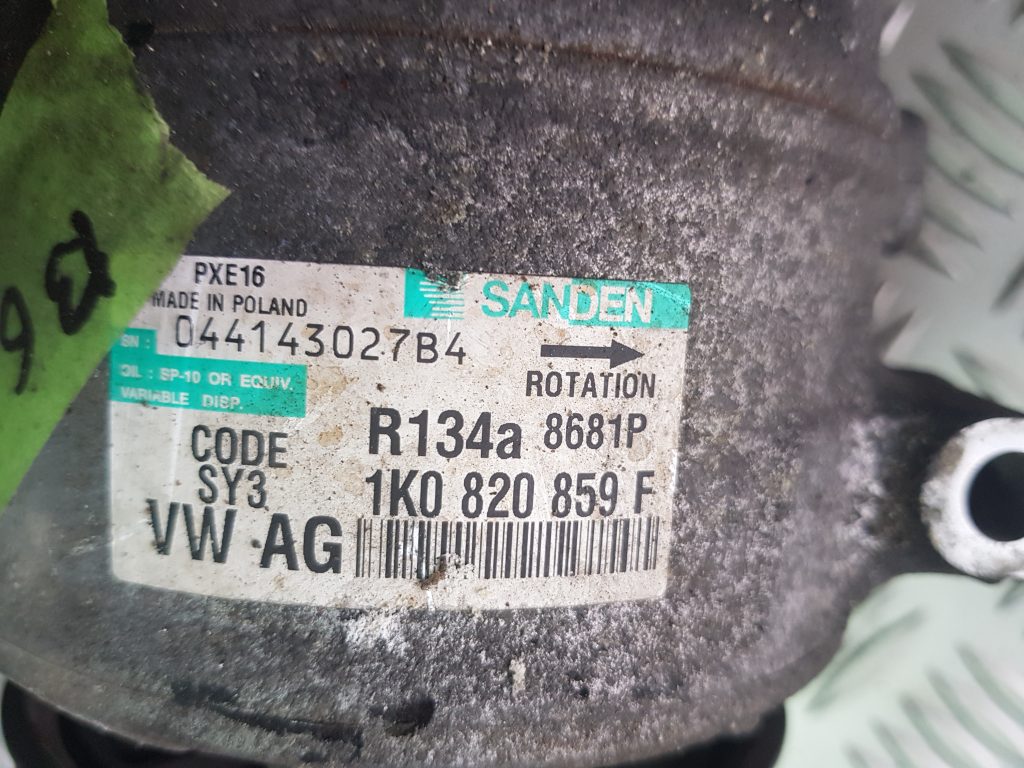 PXE16
MADE IN POLAND
SANDEN
SN : 044143027B4
ROTATION
OIL : SP-10 OR EQUIV.
VARIABLE DISP.
R134a 8681P
CODE
SY3
1K0 820 859 F
VW AG